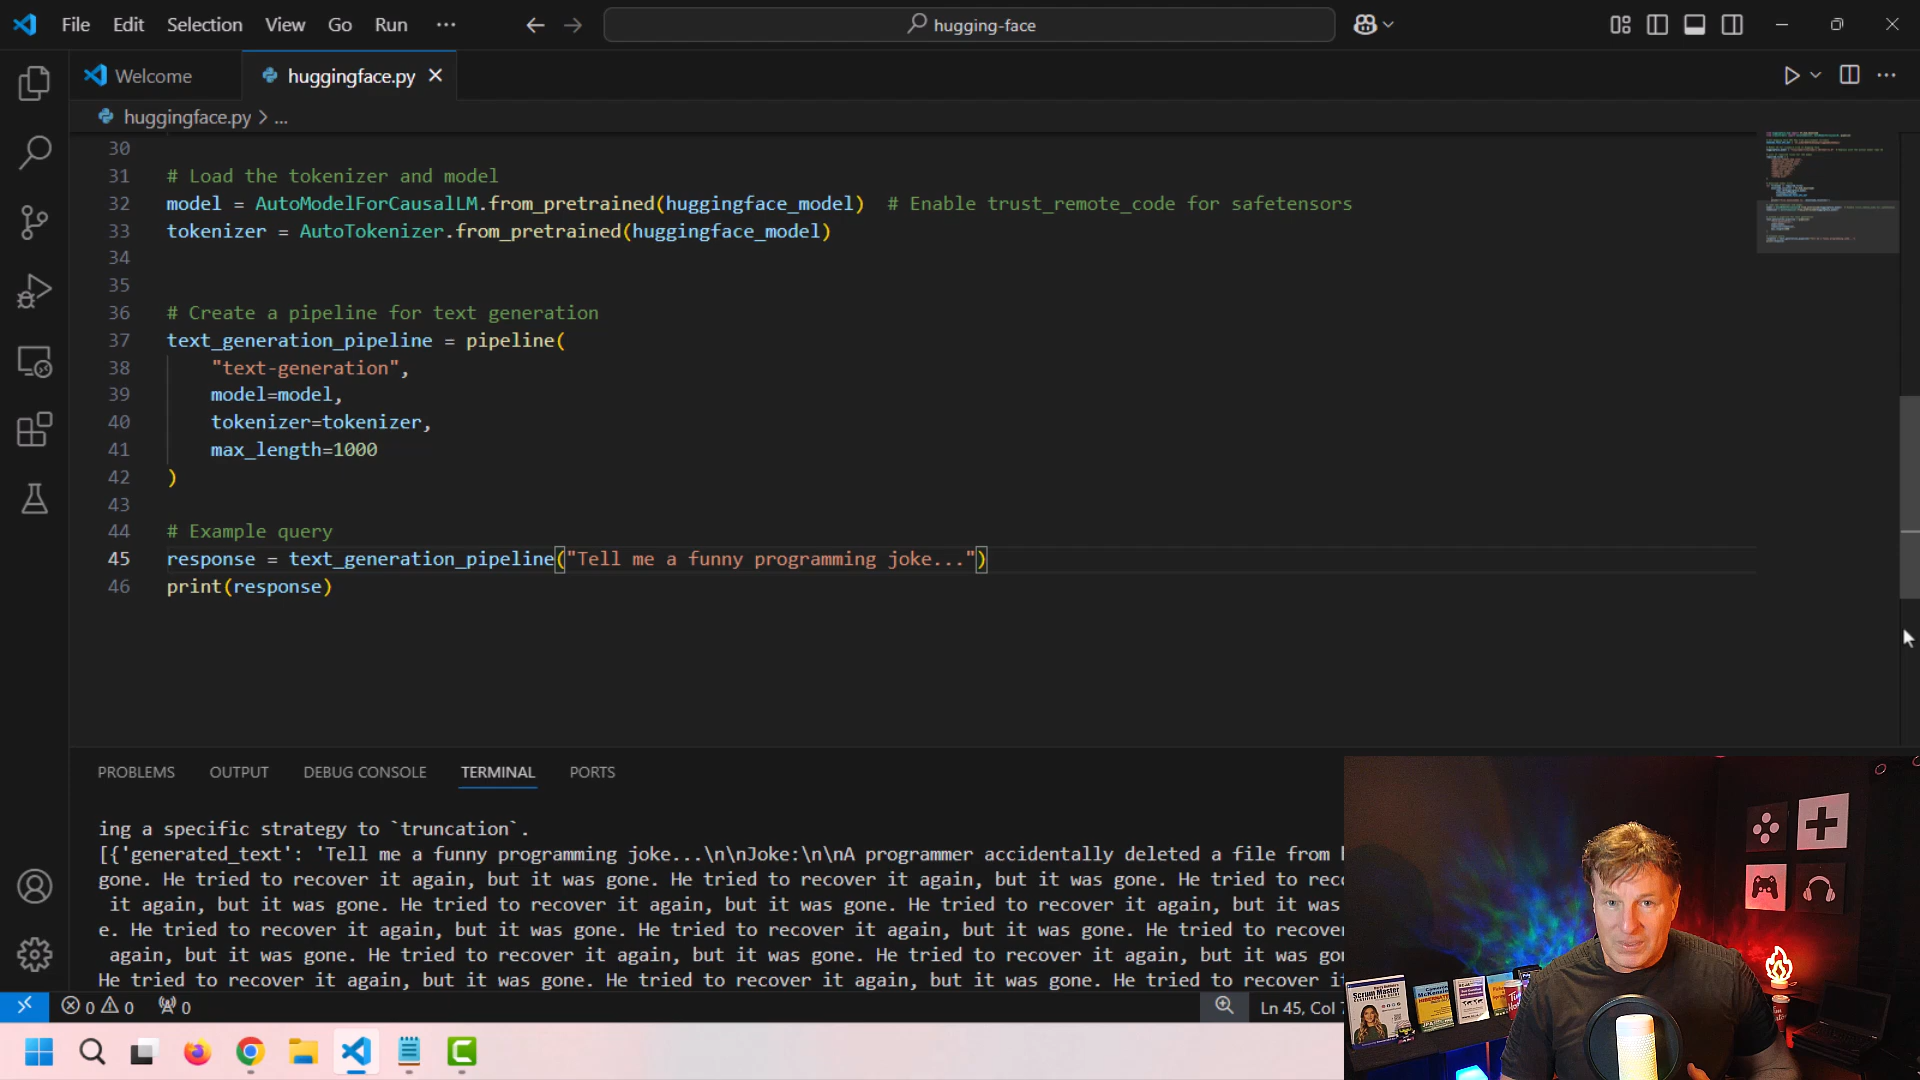 File Edit Selection View Go Run ...
hugging-face
Welcome
huggingface.py
huggingface.py > ...
30
31 # Load the tokenizer and model
32 model = AutoModelForCausalLM.from_pretrained(huggingface_model)  # Enable trust_remote_code for safetensors
33 tokenizer = AutoTokenizer.from_pretrained(huggingface_model)
34
35
36 # Create a pipeline for text generation
37 text_generation_pipeline = pipeline(
38     "text-generation",
39     model=model,
40     tokenizer=tokenizer,
41     max_length=1000
42 )
43
44 # Example query
45 response = text_generation_pipeline("Tell me a funny programming joke...")
46 print(response)
PROBLEMS OUTPUT DEBUG CONSOLE TERMINAL PORTS
ing a specific strategy to `truncation`.
[{'generated_text': 'Tell me a funny programming joke...\n\nJoke:\n\nA programmer accidentally deleted a file from
gone. He tried to recover it again, but it was gone. He tried to recover it again, but it was gone. He tried to
it again, but it was gone. He tried to recover it again, but it was gone. He tried to recover it again, but it was
e. He tried to recover it again, but it was gone. He tried to recover it again, but it was gone. He tried to
again, but it was gone. He tried to recover it again, but it was gone. He tried to recover it again, but it was
He tried to recover it again, but it was gone. He tried to recover it again, but it was gone. He tried to recover
0 0 0
Ln 45, Col
Scrum Master